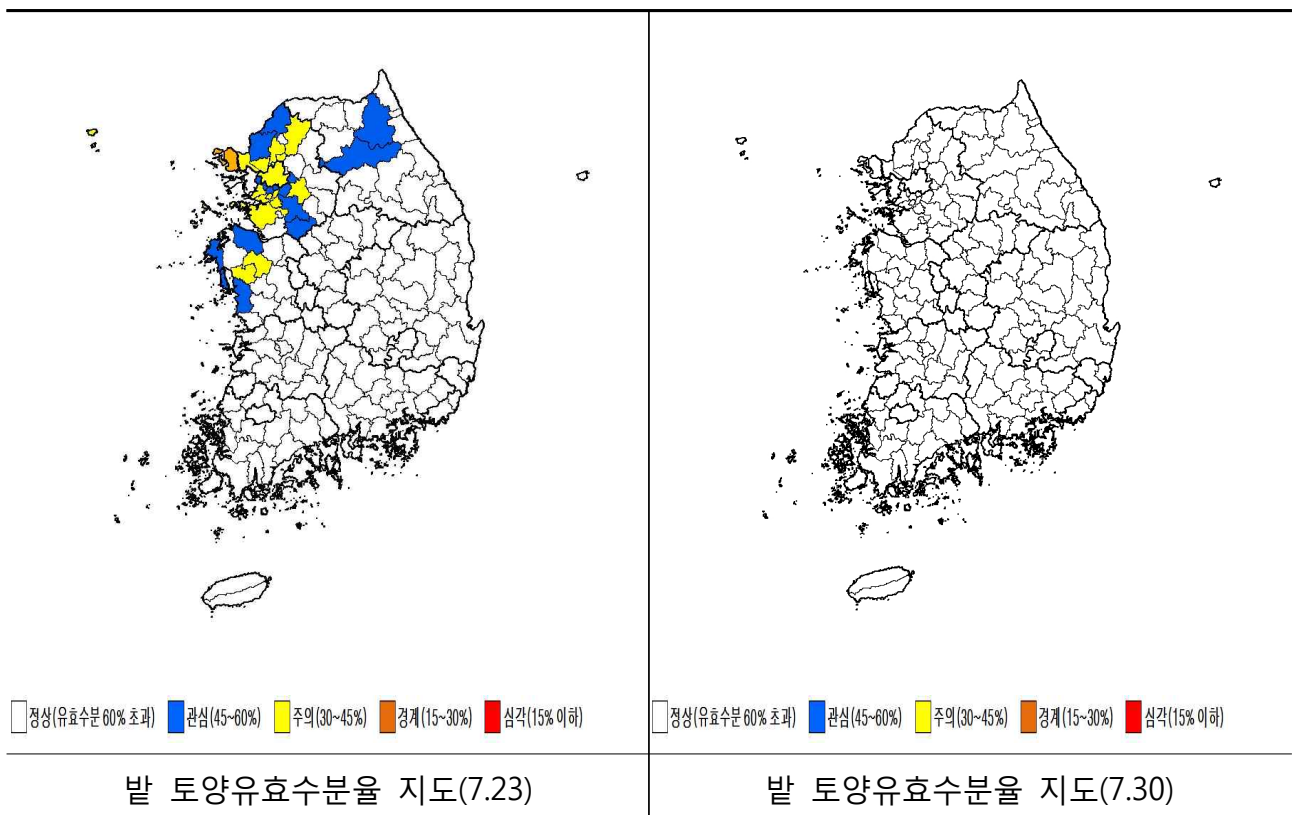 정상(유효수분 60% 초과) 관심(45~60%) 주의(30~45%) 경계(15~30%) 심각(15% 이하)
정상(유효수분 60% 초과) 관심(45~60%) 주의(30~45%) 경계(15~30%) 심각(15% 이하)
밭 토양유효수분율 지도(7.23)
밭 토양유효수분율 지도(7.30)